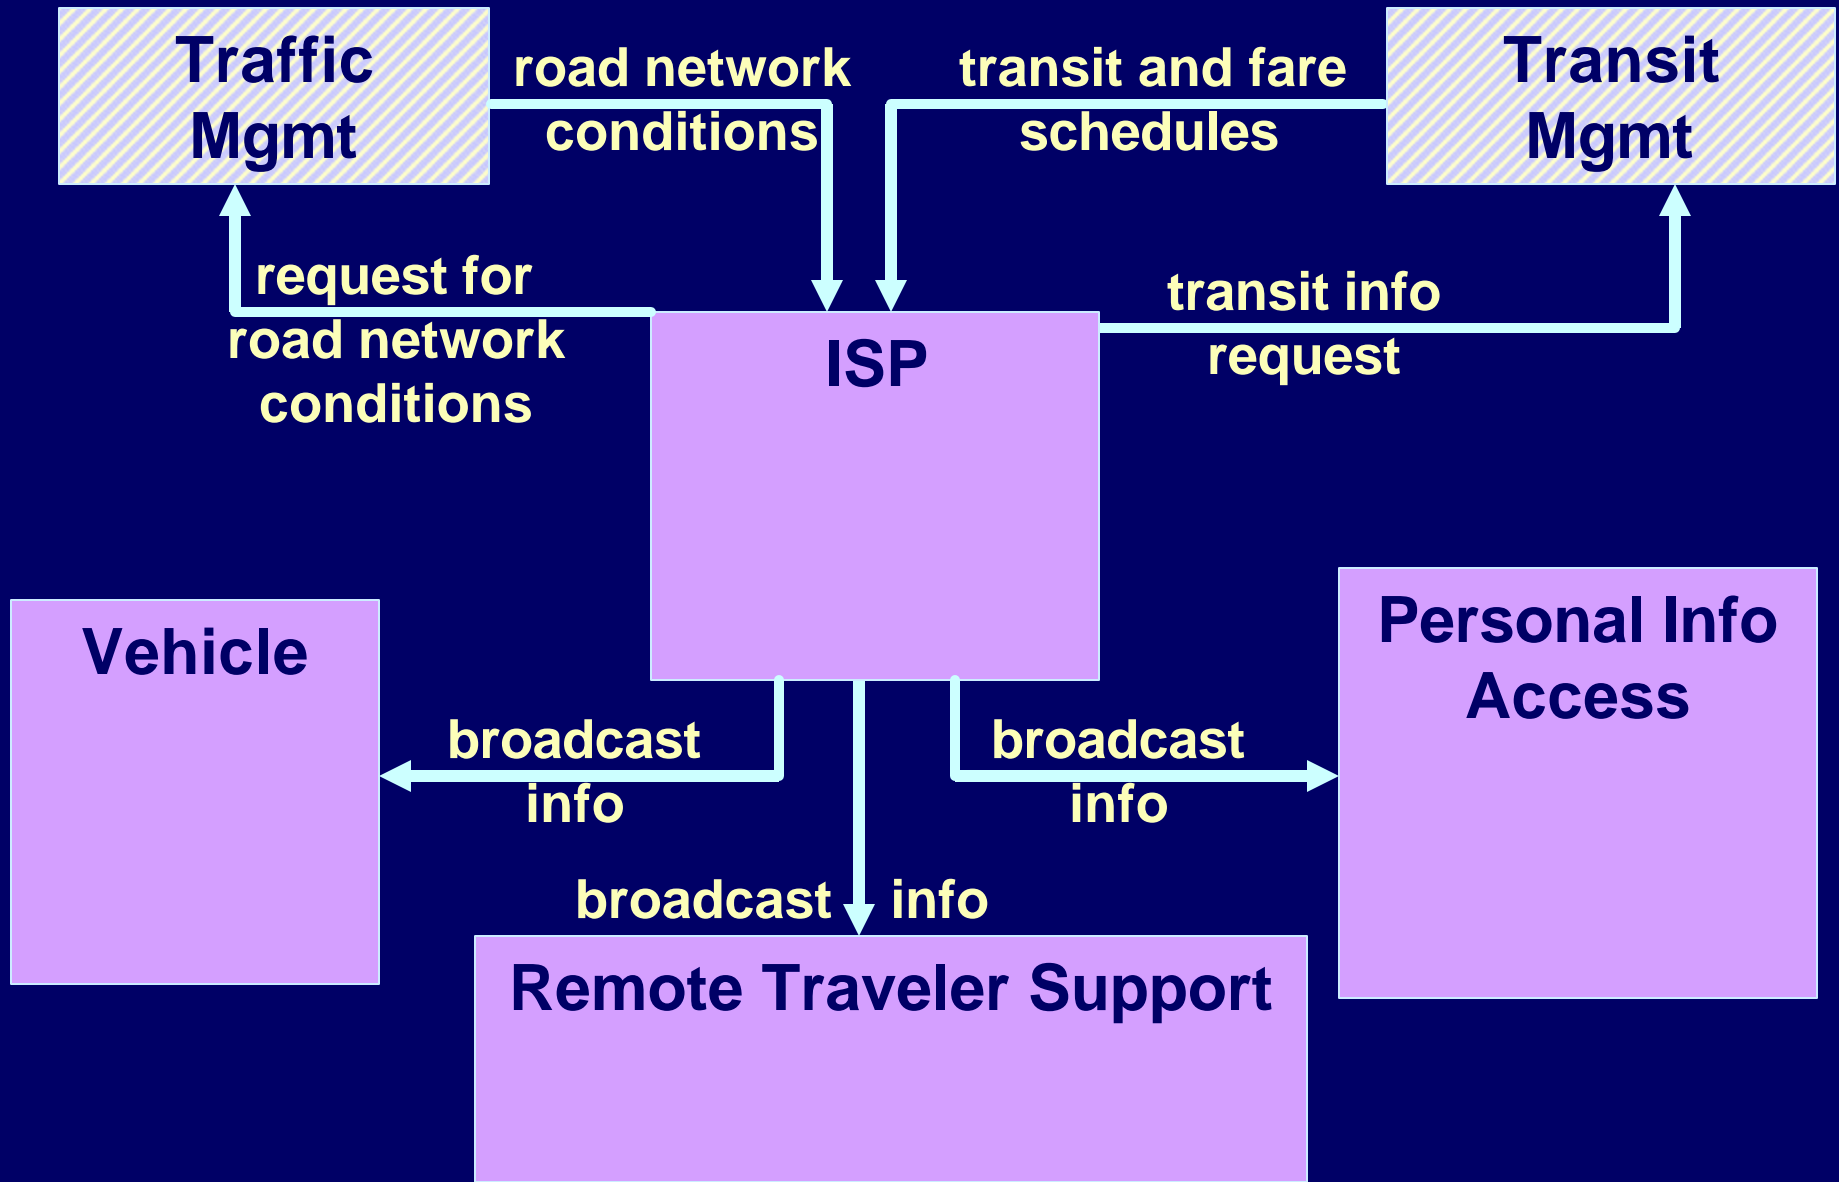 Traffic
Mgmt
road network
conditions
transit and fare
schedules
Transit
Mgmt
request for
road network
conditions
transit info
request
ISP
Vehicle
Personal Info
Access
broadcast
info
broadcast
info
broadcast info
Remote Traveler Support